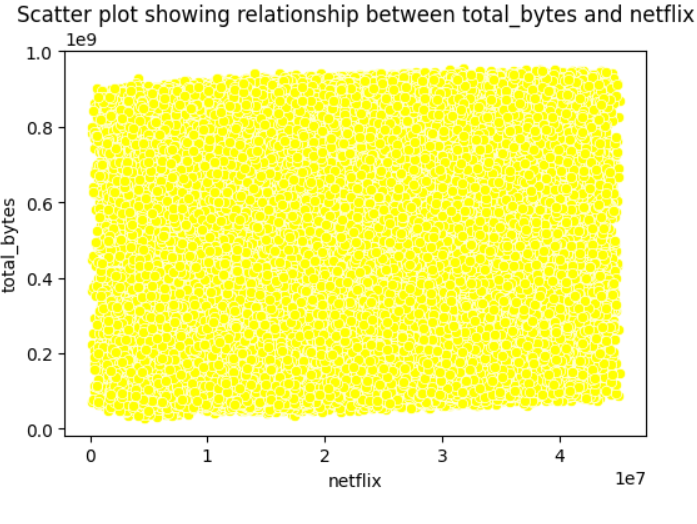 Scatter plot showing relationship between total_bytes and netflix
1e9
1.0
0.8
0.6
0.4
0.2
0.0
total_bytes
0 1 2 3 4
netflix
1e7